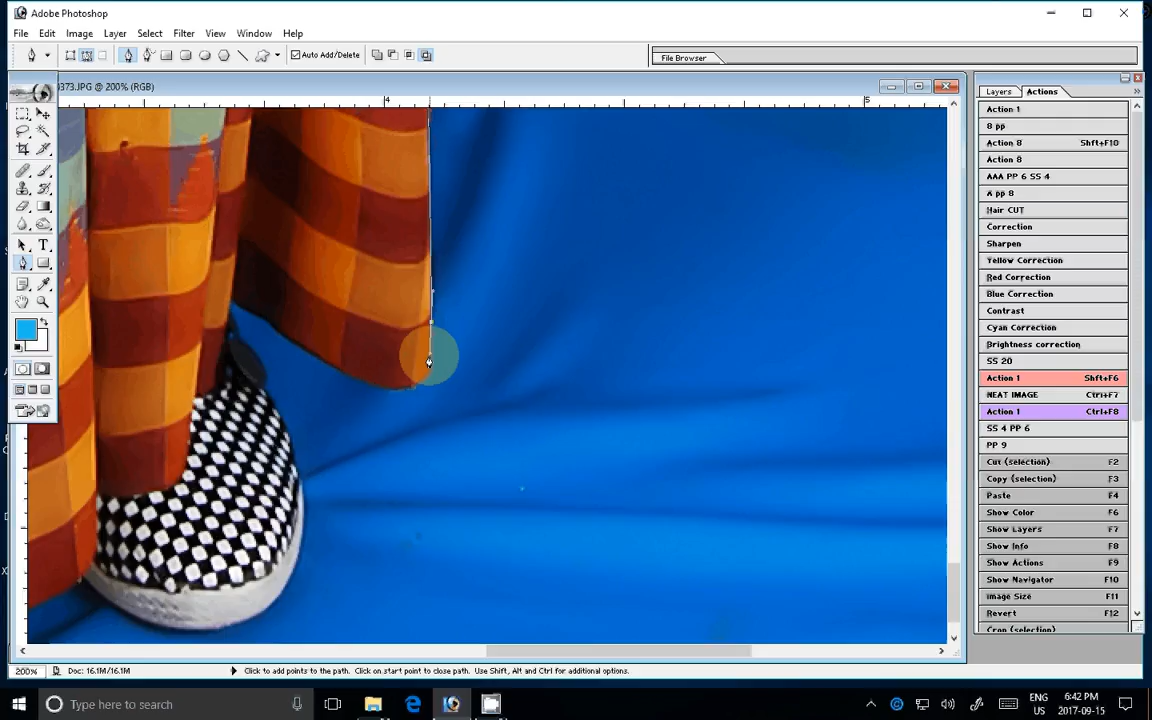 Adobe Photoshop
File Edit Image Layer Select Filter View Window Help
Auto Add/Delete
File Browser
373.JPG @ 200% (RGB)
4 5
Layers Actions
Action 1
8 pp
Action 8 Shft+F10
Action 8
AAA PP 6 SS 4
A pp 8
Hair CUT
Correction
Sharpen
Yellow Correction
Red Correction
Blue Correction
Contrast
Cyan Correction
Brightness correction
SS 20
Action 1 Shft+F6
NEAT IMAGE Ctrl+F7
Action 1 Ctrl+F8
SS 4 PP 6
PP 9
Cut (selection) F2
Copy (selection) F3
Paste F4
Show Color F6
Show Layers F7
Show Info F8
Show Actions F9
Show Navigator F10
Image Size F11
Revert F12
Crop (selection)
200% Doc: 16.1M/16.1M Click to add points to the path. Click on start point to close path. Use Shift, Alt and Ctrl for additional options.
Type here to search
ENG
US
6:42 PM
2017-09-15